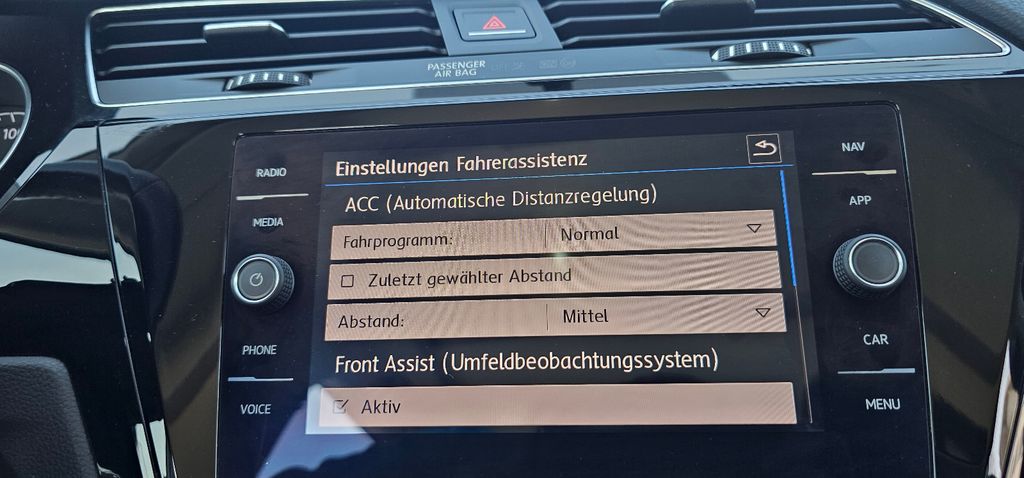 PASSENGER
AIR BAG
100
RADIO
MEDIA
PHONE
VOICE
Einstellungen Fahrerassistenz
ACC (Automatische Distanzregelung)
Fahrprogramm: Normal
Zuletzt gewählter Abstand
Abstand: Mittel
Front Assist (Umfeldbeobachtungssystem)
Aktiv
NAV
APP
CAR
MENU